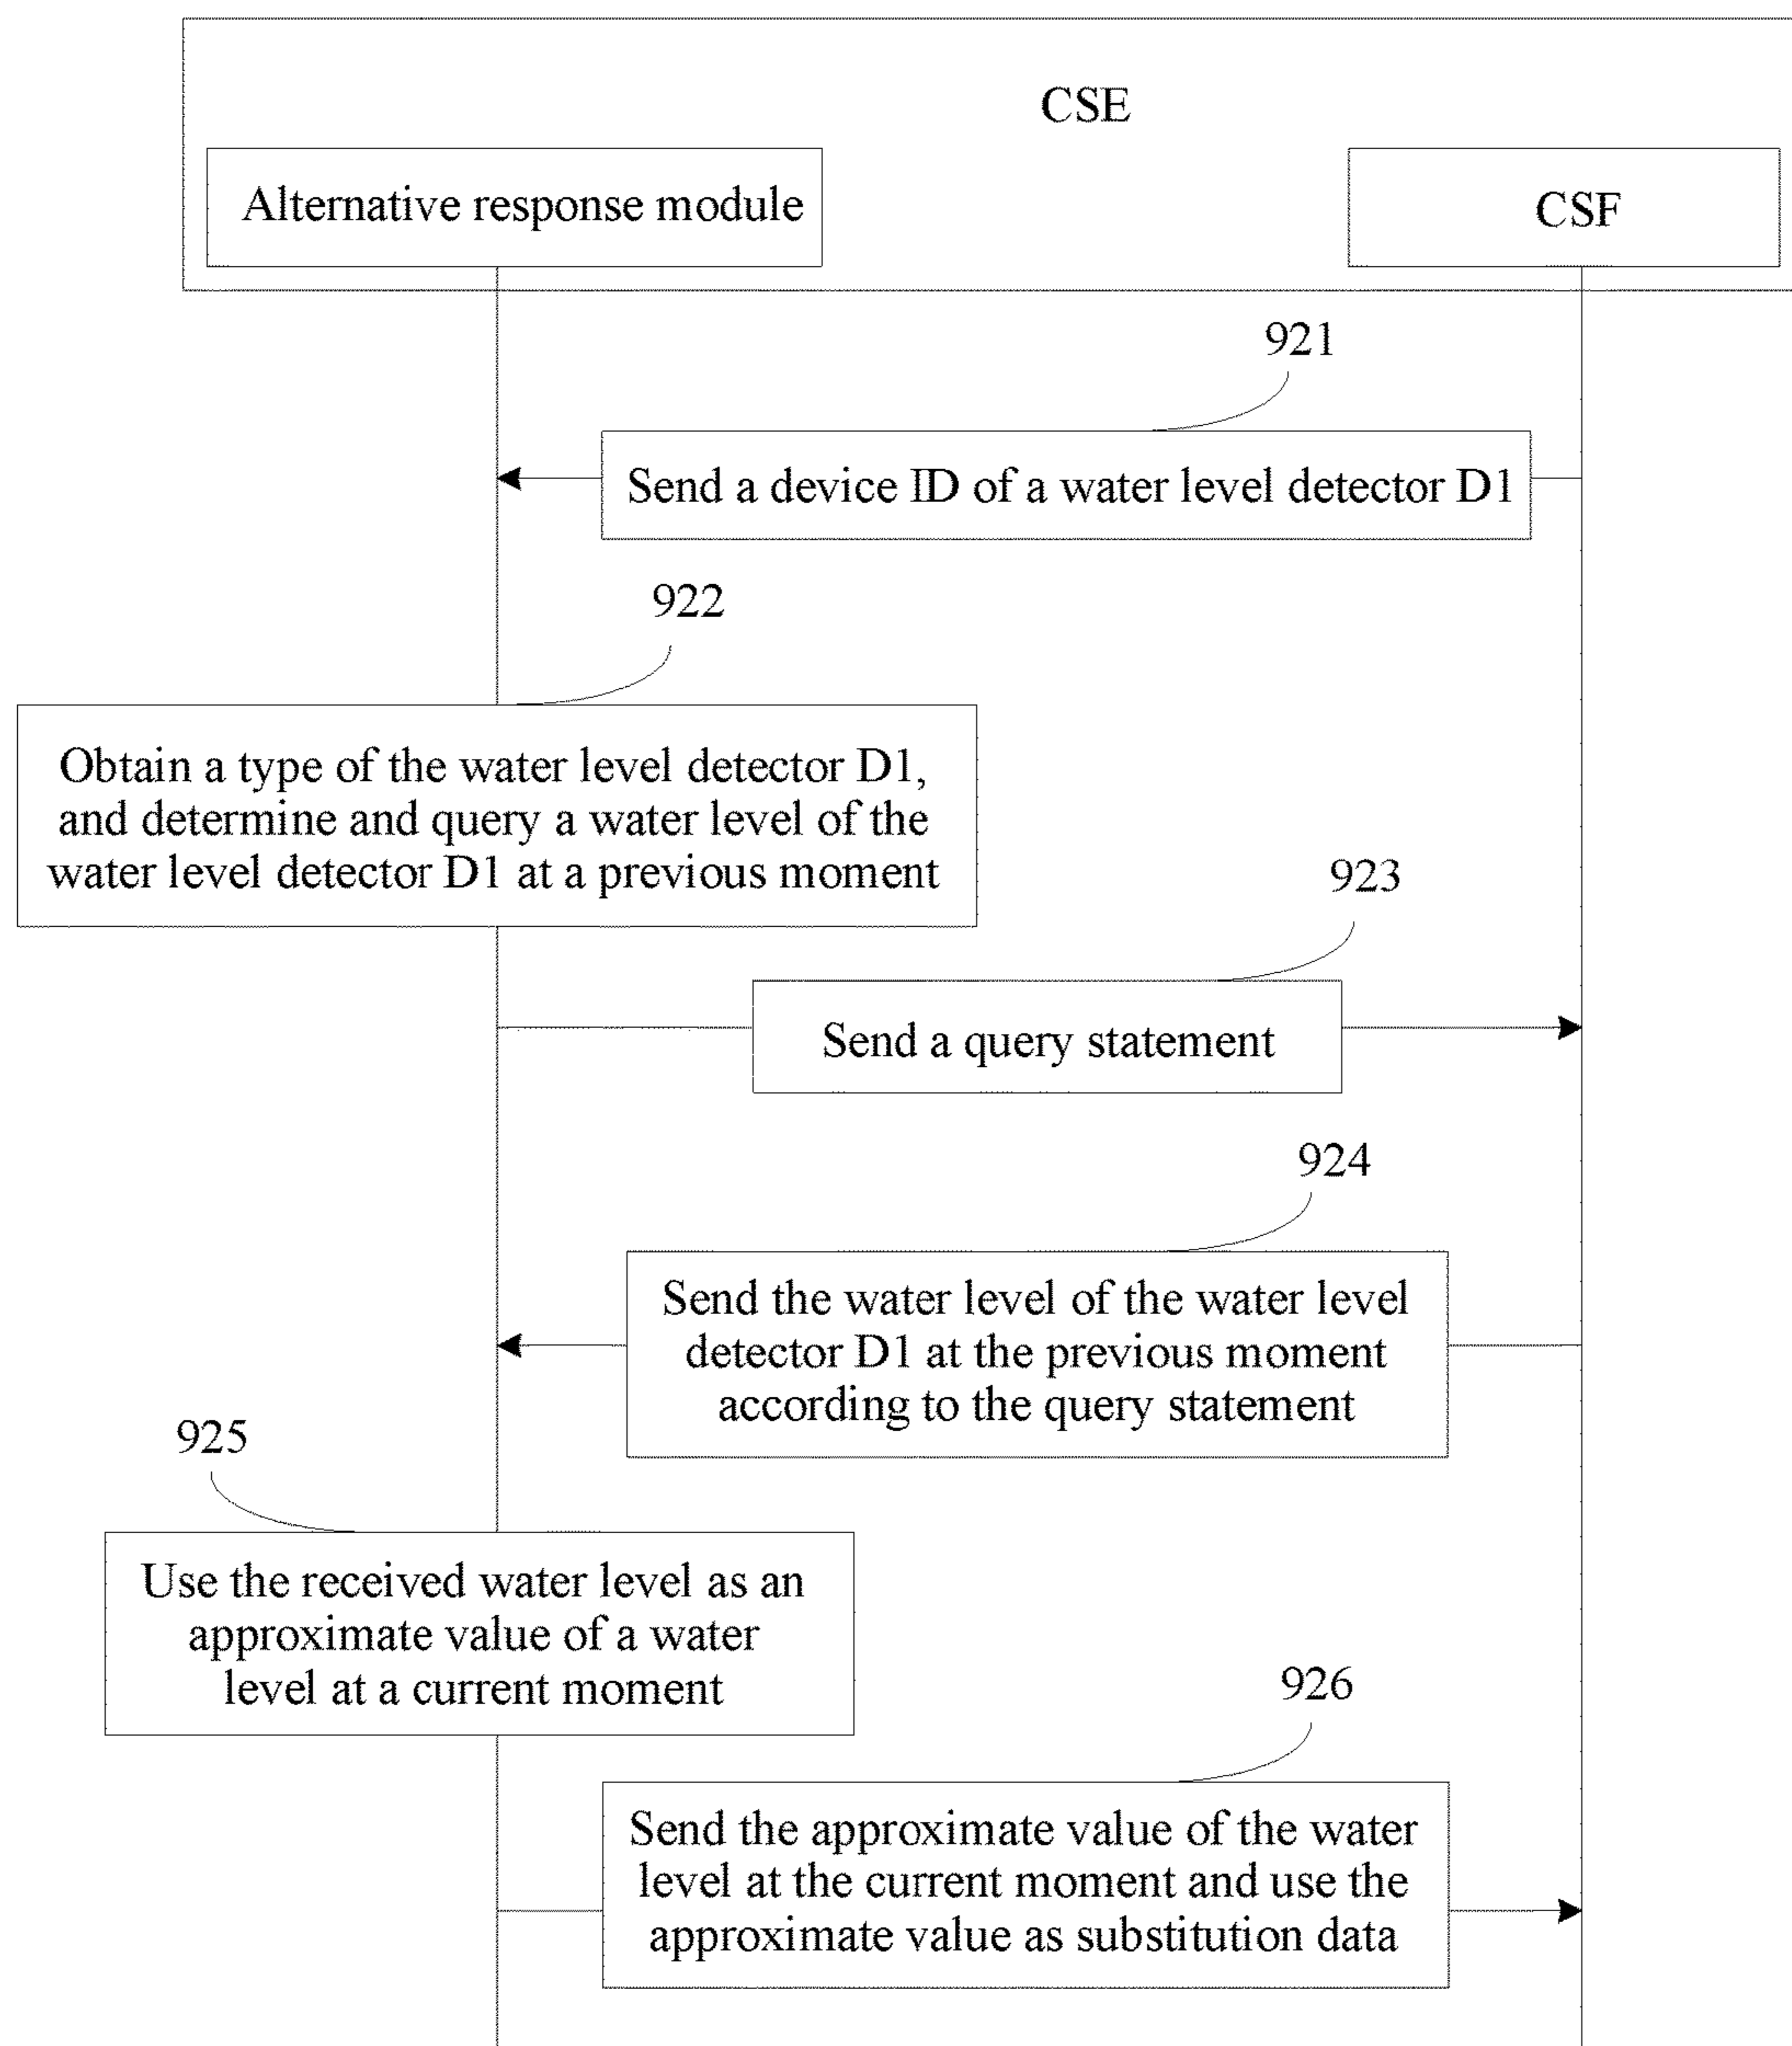 CSE
Alternative response module
CSF
921
Send a device ID of a water level detector D1
922
Obtain a type of the water level detector D1,
and determine and query a water level of the
water level detector D1 at a previous moment
923
Send a query statement
924
Send the water level of the water level
detector D1 at the previous moment
according to the query statement
925
Use the received water level as an
approximate value of a water
level at a current moment
926
Send the approximate value of the water
level at the current moment and use the
approximate value as substitution data